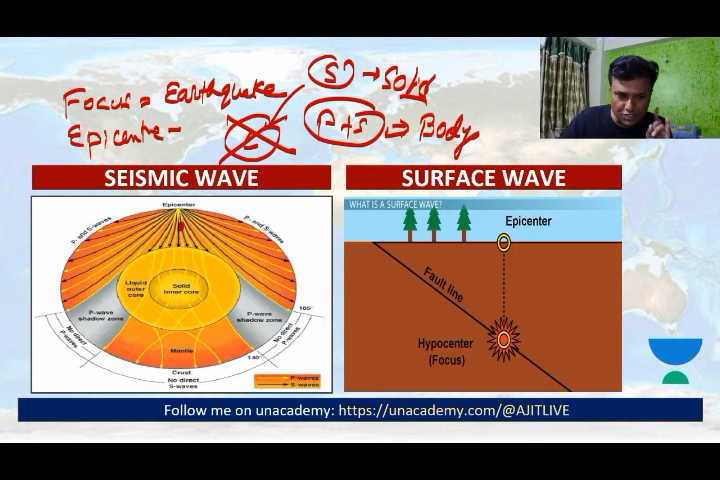 S → Solid
Focus = Earthquake
Epicente - P+S → Body
SEISMIC WAVE
SURFACE WAVE
Epicenter
P- and S-waves
P- and S-waves
Liquid outer core
Solid inner core
P-wave shadow zone
P-wave shadow zone
105°
No direct P-waves
No direct P-waves
Mantle
140°
Crust
No direct S-waves
P-waves
S-waves
WHAT IS A SURFACE WAVE?
Epicenter
Fault line
Hypocenter
(Focus)
Follow me on unacademy: https://unacademy.com/@AJITLIVE